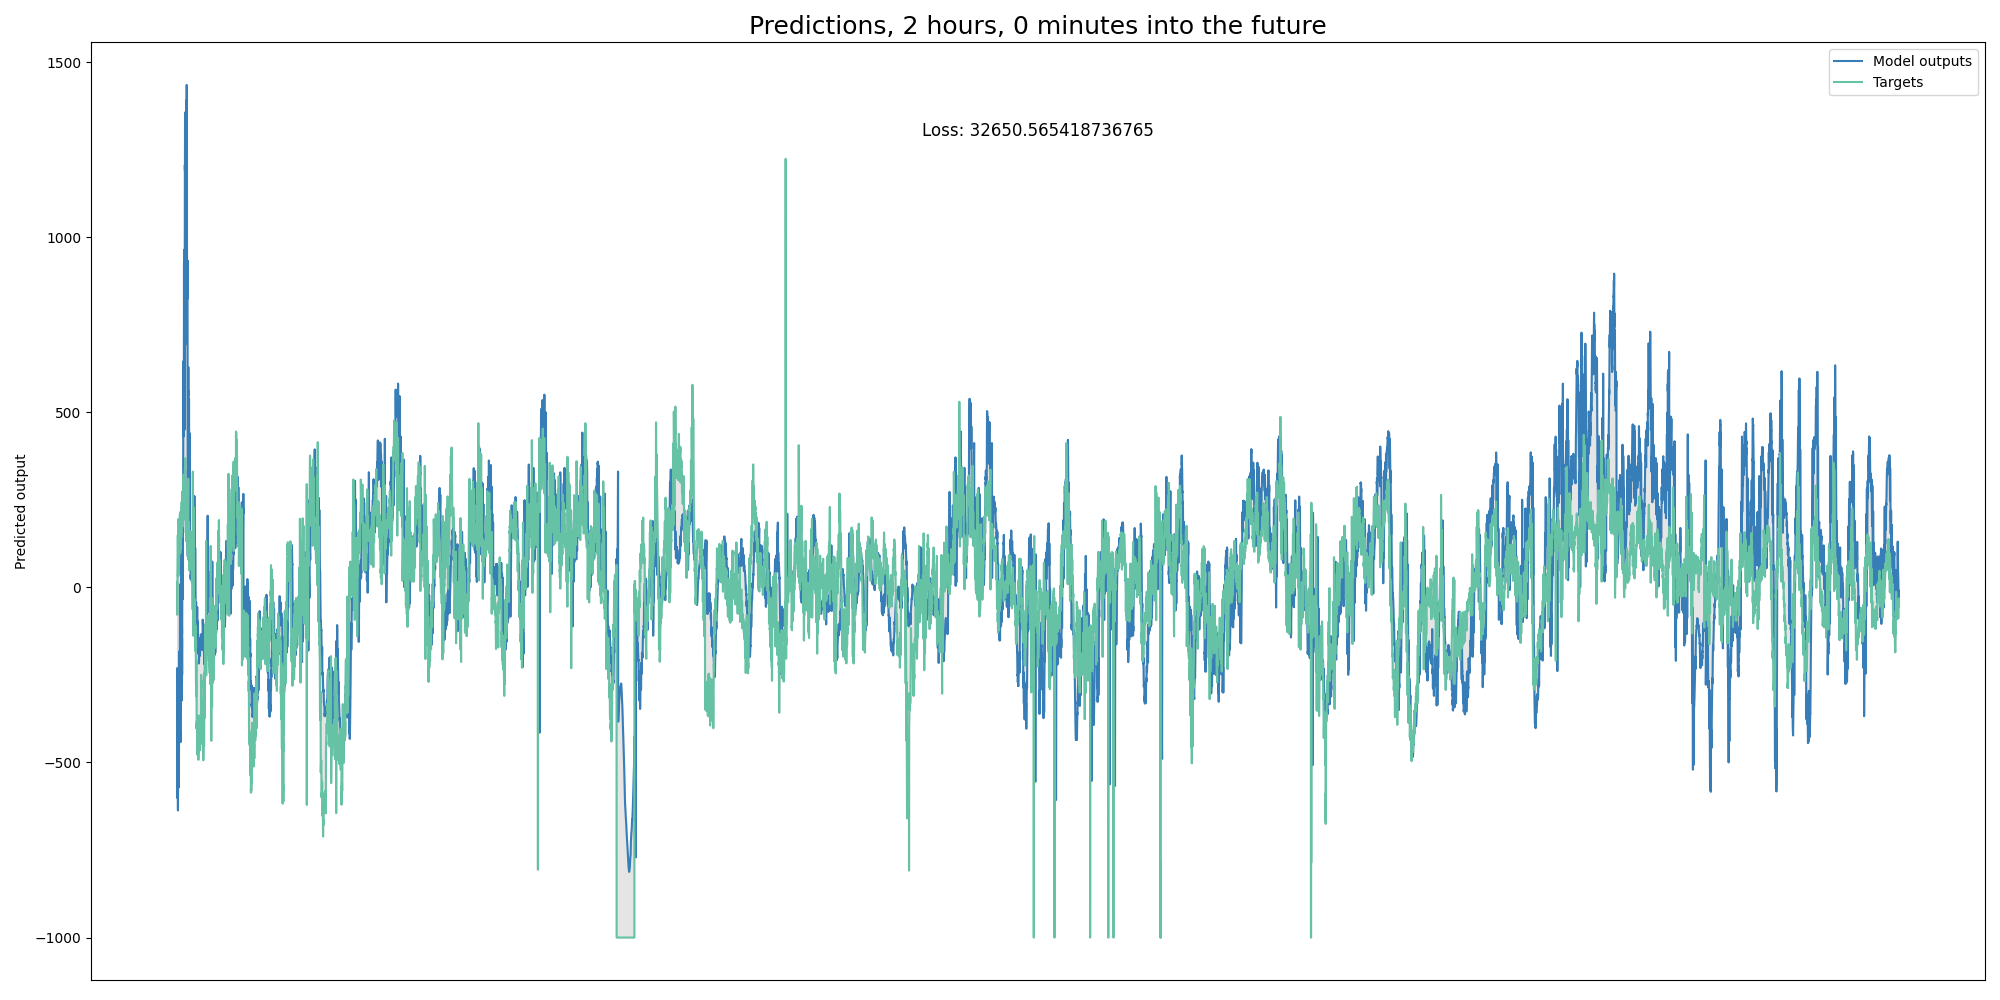 Predictions, 2 hours, 0 minutes into the future
1500
1000
500
0
−500
−1000
Predicted output
Model outputs
Targets
Loss: 32650.565418736765